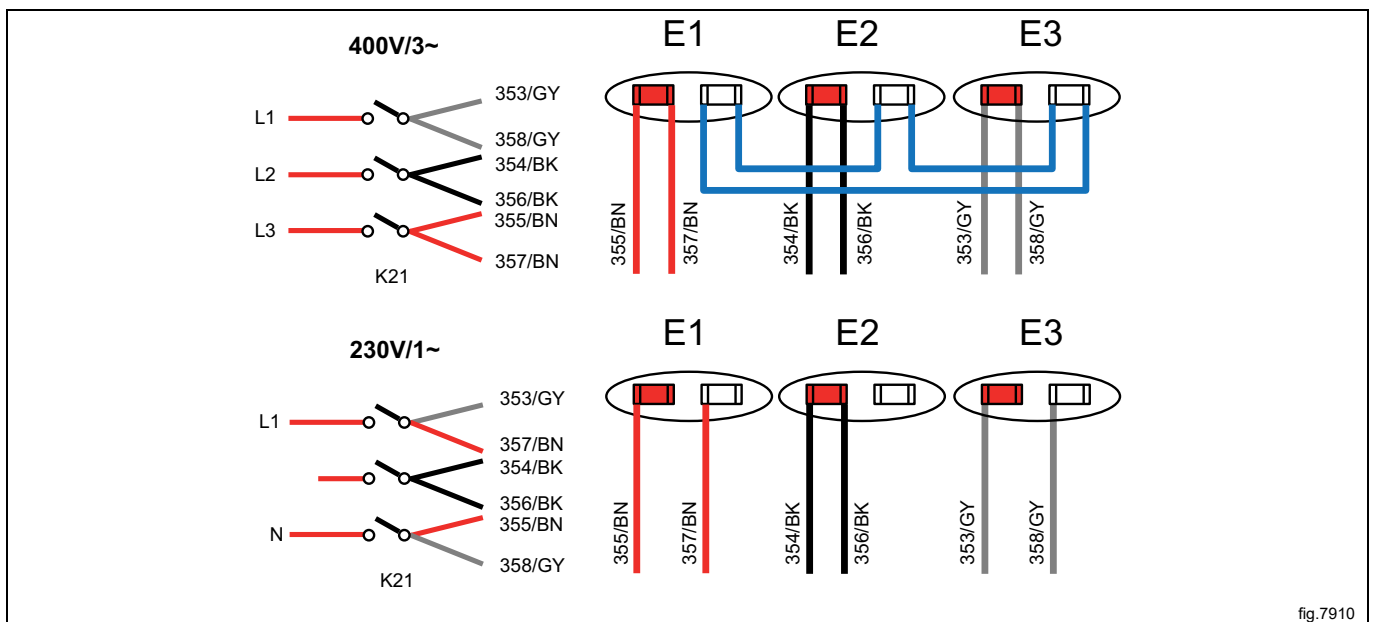 400V/3~
E1 E2 E3
L1
353/GY
358/GY
L2
354/BK
356/BK
L3
355/BN
357/BN
K21
355/BN
357/BN
354/BK
356/BK
353/GY
358/GY
230V/1~
E1 E2 E3
L1
353/GY
357/BN
354/BK
356/BK
N
355/BN
358/GY
K21
355/BN
357/BN
354/BK
356/BK
353/GY
358/GY
fig.7910